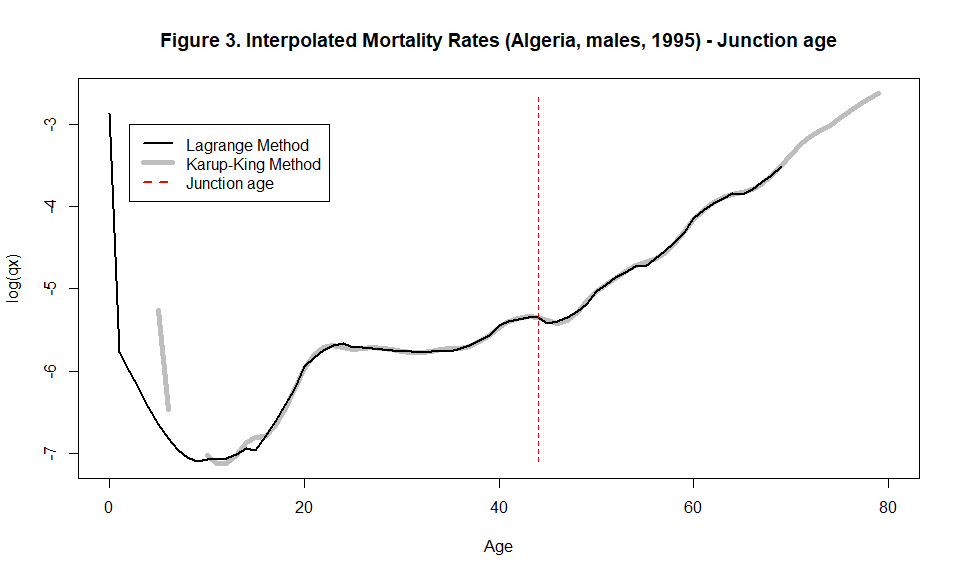 Figure 3. Interpolated Mortality Rates (Algeria, males, 1995) - Junction age
log(qx)
-3
-4
-5
-6
-7
Lagrange Method
Karup-King Method
Junction age
0 20 40 60 80
Age